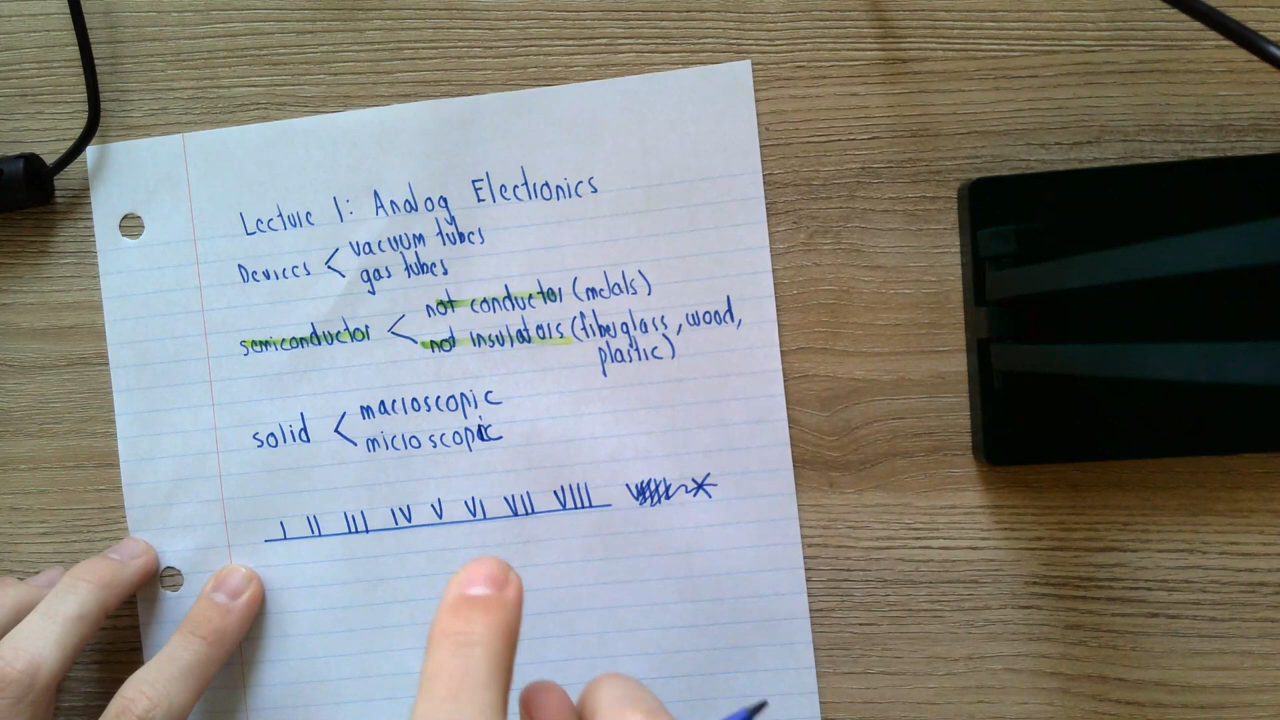 Lecture 1: Analog Electronics
Devices < vacuum tubes
gas tubes
semiconductor < not conductor (metals)
not insulators (fiberglass, wood,
plastic)
solid < macroscopic
microscopic
I II III IV V VI VII VIII